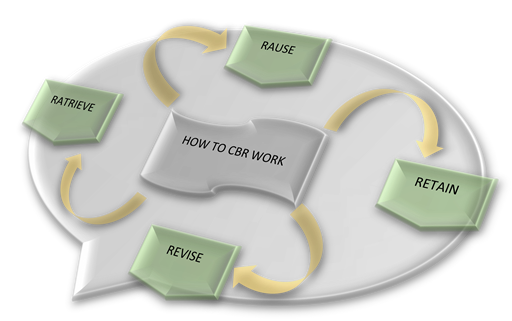 RAUSE
RATRIEVE
HOW TO CBR WORK
RETAIN
REVISE